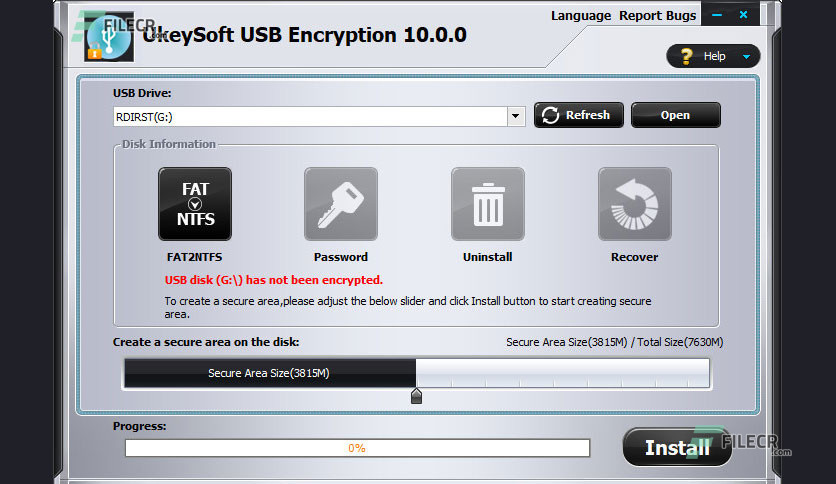 Language Report Bugs
FILECR
.com
UkeySoft USB Encryption 10.0.0
Help
USB Drive:
RDIRST(G:)
Refresh
Open
Disk Information
FAT
NTFS
FAT2NTFS
Password
Uninstall
Recover
USB disk (G:\) has not been encrypted.
To create a secure area,please adjust the below slider and click Install button to start creating secure
area.
Create a secure area on the disk:
Secure Area Size(3815M) / Total Size(7630M)
Secure Area Size(3815M)
Progress:
0%
Install
FILECR
.com